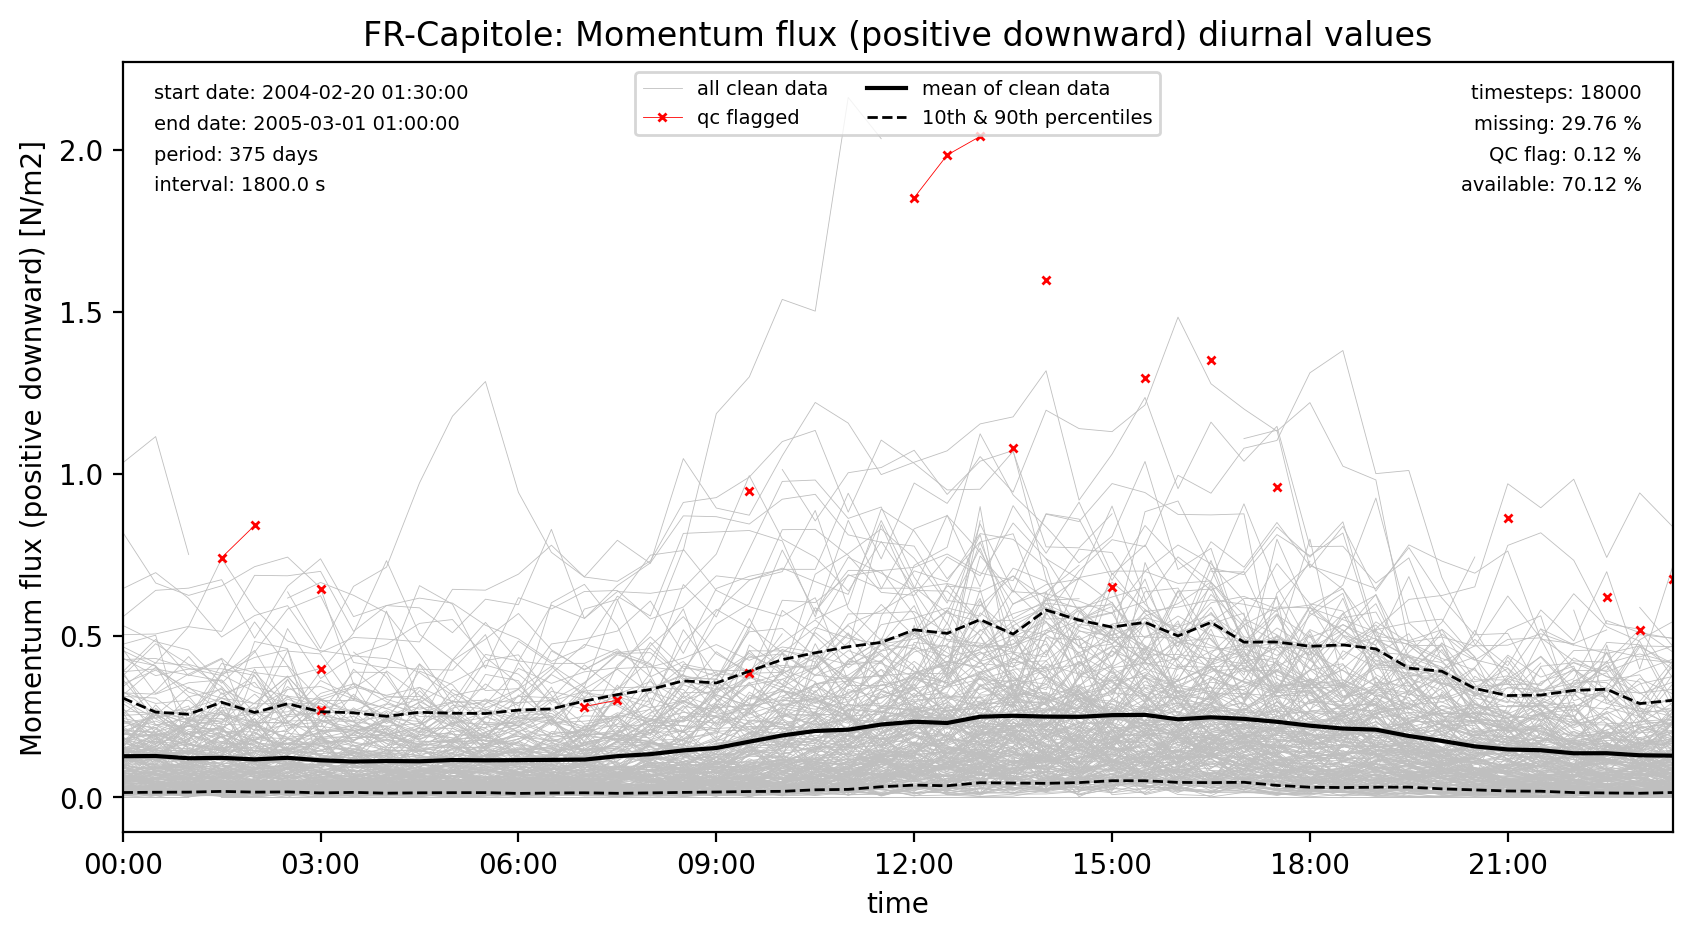 FR-Capitole: Momentum flux (positive downward) diurnal values
start date: 2004-02-20 01:30:00
end date: 2005-03-01 01:00:00
period: 375 days
interval: 1800.0 s
all clean data
qc flagged
mean of clean data
10th & 90th percentiles
timesteps: 18000
missing: 29.76 %
QC flag: 0.12 %
available: 70.12 %
Momentum flux (positive downward) [N/m2]
2.0
1.5
1.0
0.5
0.0
00:00 03:00 06:00 09:00 12:00 15:00 18:00 21:00
time